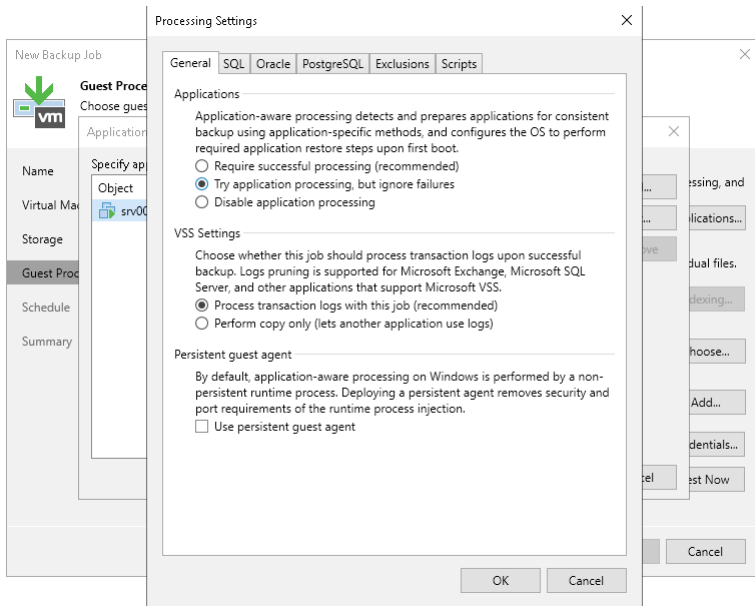 Processing Settings
New Backup Job
General SQL Oracle PostgreSQL Exclusions Scripts
Guest Proce
Choose gues
vm
Applications
Application
Application-aware processing detects and prepares applications for consistent
backup using application-specific methods, and configures the OS to perform
required application restore steps upon first boot.
Specify ap
Require successful processing (recommended)
Name
Object
Try application processing, but ignore failures
...
essing, and
Virtual Mac
srv00
Disable application processing
...
lications...
Storage
VSS Settings
ove
Choose whether this job should process transaction logs upon successful
backup. Logs pruning is supported for Microsoft Exchange, Microsoft SQL
Server, and other applications that support Microsoft VSS.
dual files.
Guest Proc
Process transaction logs with this job (recommended)
dexing...
Schedule
Perform copy only (lets another application use logs)
Summary
Persistent guest agent
hoose...
By default, application-aware processing on Windows is performed by a non-
persistent runtime process. Deploying a persistent agent removes security and
port requirements of the runtime process injection.
Add...
Use persistent guest agent
dentials...
cel
est Now
Cancel
OK Cancel